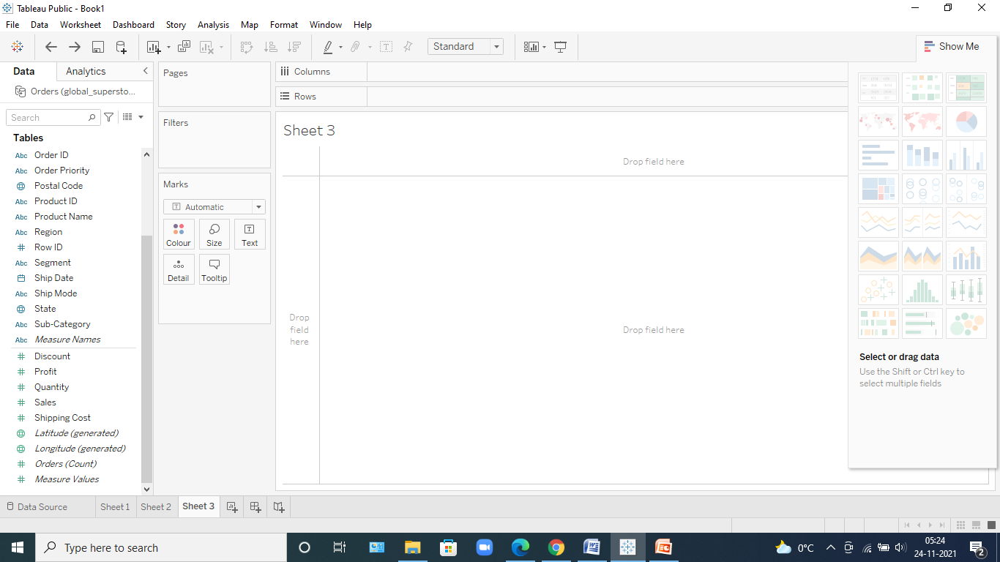 Tableau Public - Book1
File Data Worksheet Dashboard Story Analysis Map Format Window Help
Standard
Show Me
Data Analytics
Orders (global_supersto...
Search
Tables
Abc Order ID
Abc Order Priority
Postal Code
Abc Product ID
Abc Product Name
Abc Region
# Row ID
Abc Segment
Ship Date
Abc Ship Mode
State
Abc Sub-Category
Abc Measure Names
# Discount
# Profit
# Quantity
# Sales
# Shipping Cost
Latitude (generated)
Longitude (generated)
# Orders (Count)
# Measure Values
Pages
Filters
Marks
Automatic
Colour Size Text
Detail Tooltip
Columns
Rows
Sheet 3
Drop field here
Drop
field
here
Drop field here
Select or drag data
Use the Shift or Ctrl key to
select multiple fields
Data Source Sheet 1 Sheet 2 Sheet 3
Type here to search
0°C
05:24
24-11-2021
2